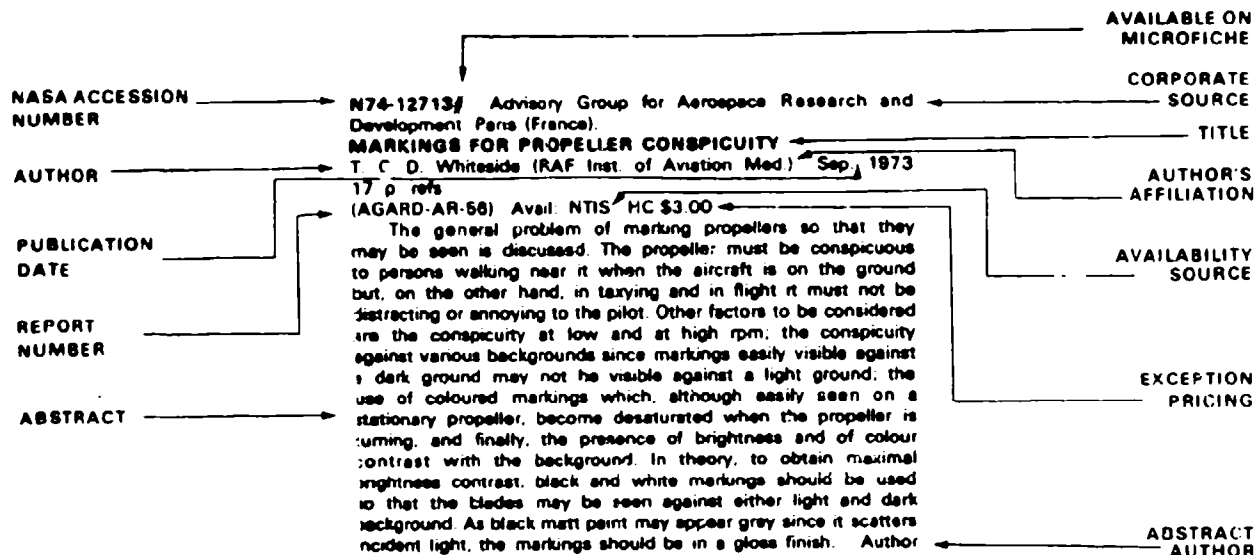 NASA ACCESSION
NUMBER
AUTHOR
PUBLICATION
DATE
REPORT
NUMBER
ABSTRACT
N74-12713# Advisory Group for Aerospace Research and
Development Paris (France).
MARKINGS FOR PROPELLER CONSPICUITY
T. C. D. Whiteside (RAF Inst. of Aviation Med.) Sep. 1973
17 p refs
(AGARD-AR-56) Avail: NTIS HC $3.00
The general problem of marking propellers so that they
may be seen is discussed. The propeller must be conspicuous
to persons walking near it when the aircraft is on the ground
but, on the other hand, in taxying and in flight it must not be
distracting or annoying to the pilot. Other factors to be considered
are the conspicuity at low and at high rpm; the conspicuity
against various backgrounds since markings easily visible against
a dark ground may not he visible against a light ground; the
use of coloured markings which, although easily seen on a
stationary propeller, become desaturated when the propeller is
turning, and finally, the presence of brightness and of colour
contrast with the background. In theory, to obtain maximal
brightness contrast, black and white markings should be used
so that the blades may be seen against either light and dark
background. As black matt paint may appear grey since it scatters
incident light, the markings should be in a gloss finish. Author
AVAILABLE ON
MICROFICHE
CORPORATE
SOURCE
TITLE
AUTHOR'S
AFFILIATION
AVAILABILITY
SOURCE
EXCEPTION
PRICING
ABSTRACT
AUTHOR